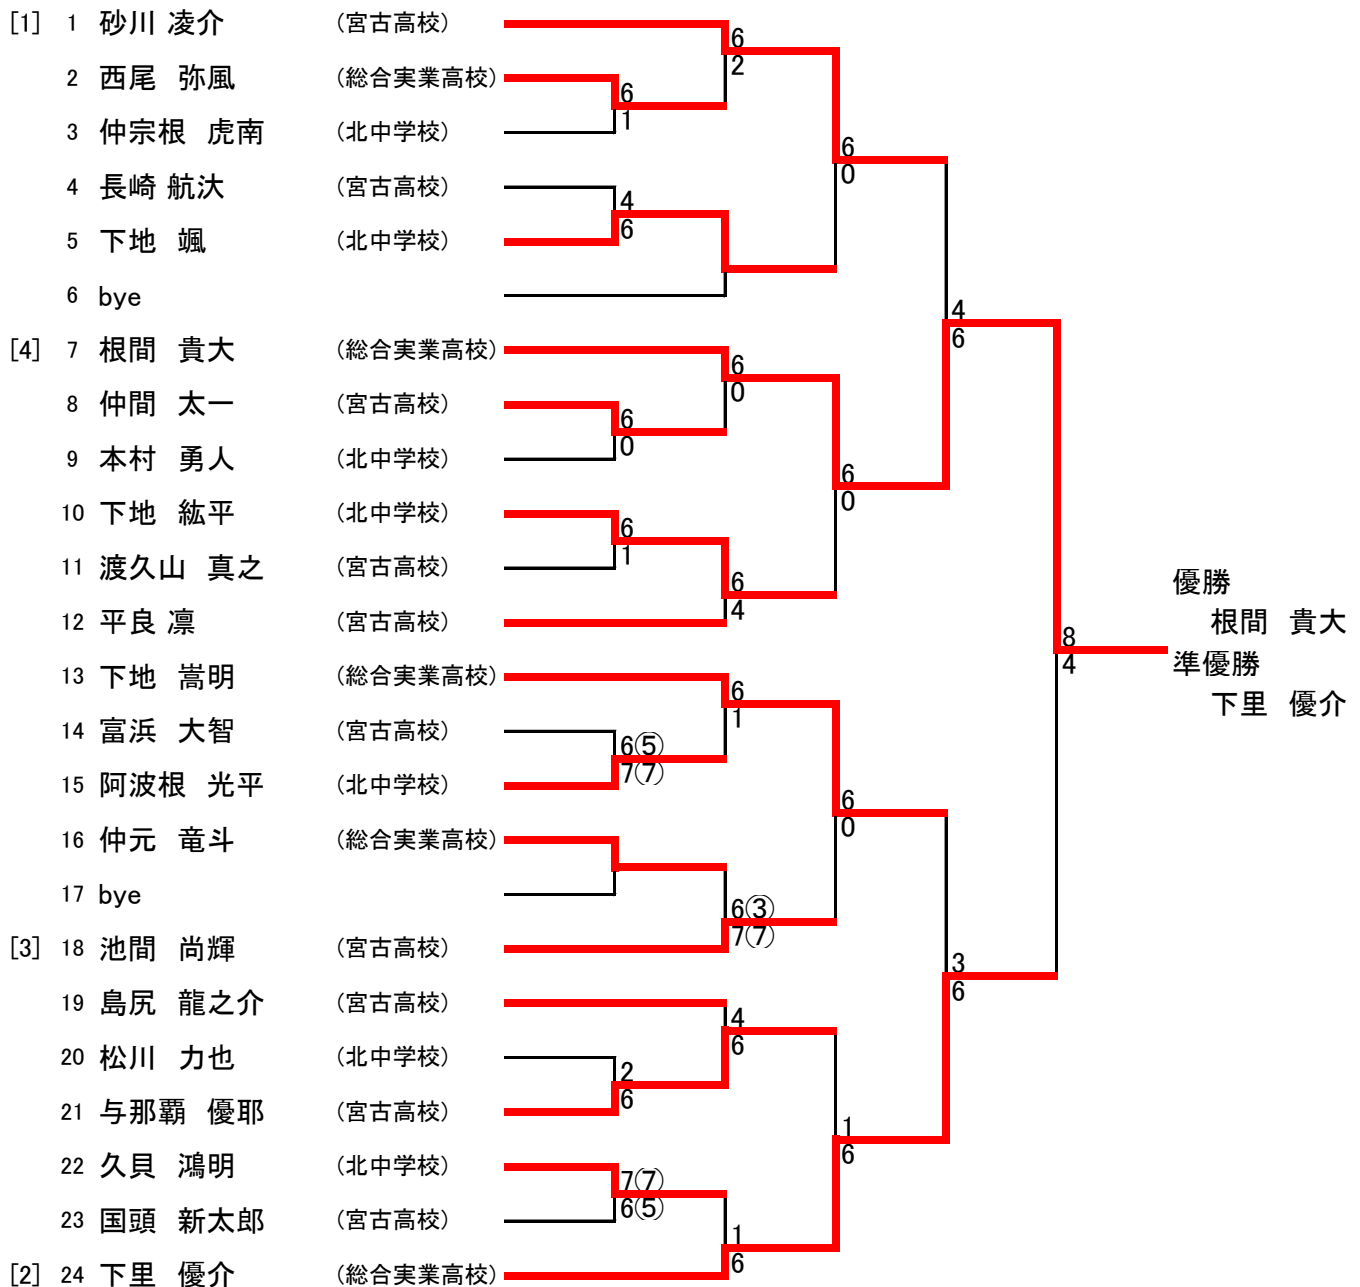 [1] 1 砂川 凌介 (宮古高校)
6
2 西尾 弥風 (総合実業高校)
2
6
1
3 仲宗根 虎南 (北中学校)
6
0
4 長崎 航汰 (宮古高校)
4
6
5 下地 颯 (北中学校)
6 bye
4
6
[4] 7 根間 貴大 (総合実業高校)
6
0
8 仲間 太一 (宮古高校)
6
0
9 本村 勇人 (北中学校)
6
0
10 下地 紘平 (北中学校)
6
1
11 渡久山 真之 (宮古高校)
6
4
12 平良 凛 (宮古高校)
優勝
根間 貴大
8
4
準優勝
下里 優介
13 下地 嵩明 (総合実業高校)
6
1
14 富浜 大智 (宮古高校)
6(⑤)
7(⑦)
15 阿波根 光平 (北中学校)
6
0
16 仲元 竜斗 (総合実業高校)
17 bye
6(③)
7(⑦)
[3] 18 池間 尚輝 (宮古高校)
3
6
19 島尻 龍之介 (宮古高校)
4
6
20 松川 力也 (北中学校)
2
6
21 与那覇 優耶 (宮古高校)
1
6
22 久貝 鴻明 (北中学校)
7(⑦)
6(⑤)
23 国頭 新太郎 (宮古高校)
1
6
[2] 24 下里 優介 (総合実業高校)